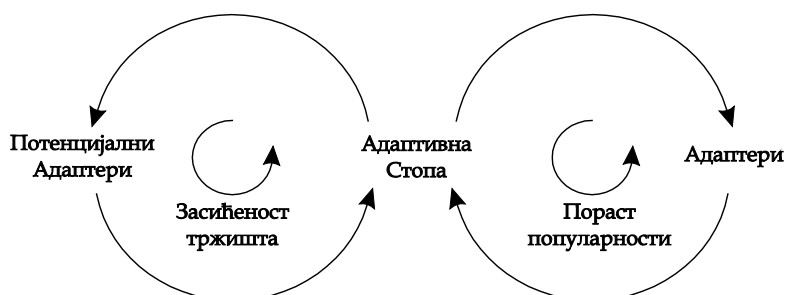 Потенцијални
Адаптери
Засићеност
тржишта
Адаптивна
Стопа
Пораст
популарности
Адаптери